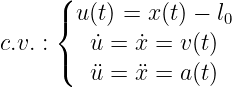 c.v. : { u(t) = x(t) − l₀
u̇ = ẋ = v(t)
ü = ẍ = a(t)